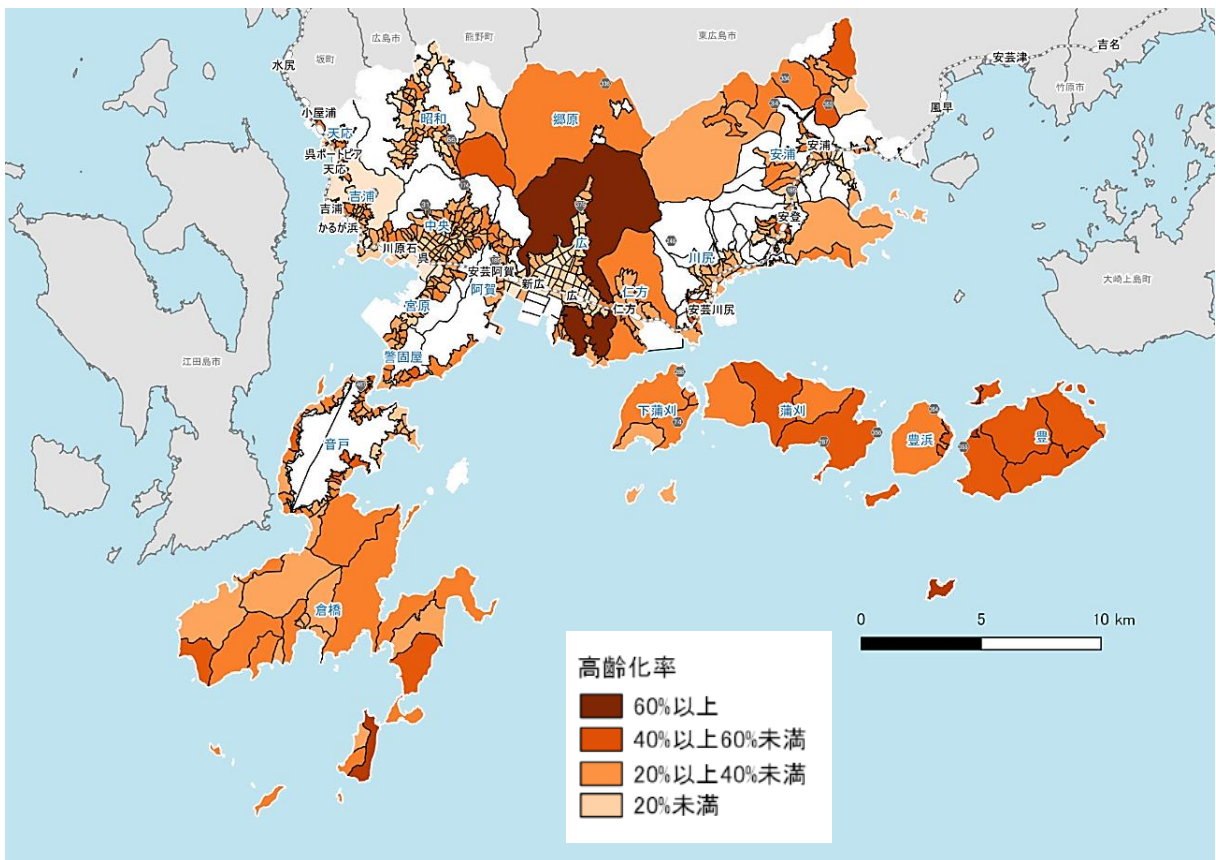 広島市
熊野町
東広島市
坂町
水尻
吉名
安芸津
竹原市
風早
小屋浦
天応
昭和
郷原
呉ポートピア
天応
安浦
安浦
吉浦
吉浦
かるが浜
中央
川原石
呉
広
安登
川尻
安芸阿賀
新広
阿賀
広
仁方
仁方
安芸川尻
宮原
大崎上島町
江田島市
警固屋
下蒲刈
蒲刈
豊浜
豊
音戸
倉橋
0 5 10 km
高齢化率
60%以上
40%以上60%未満
20%以上40%未満
20%未満